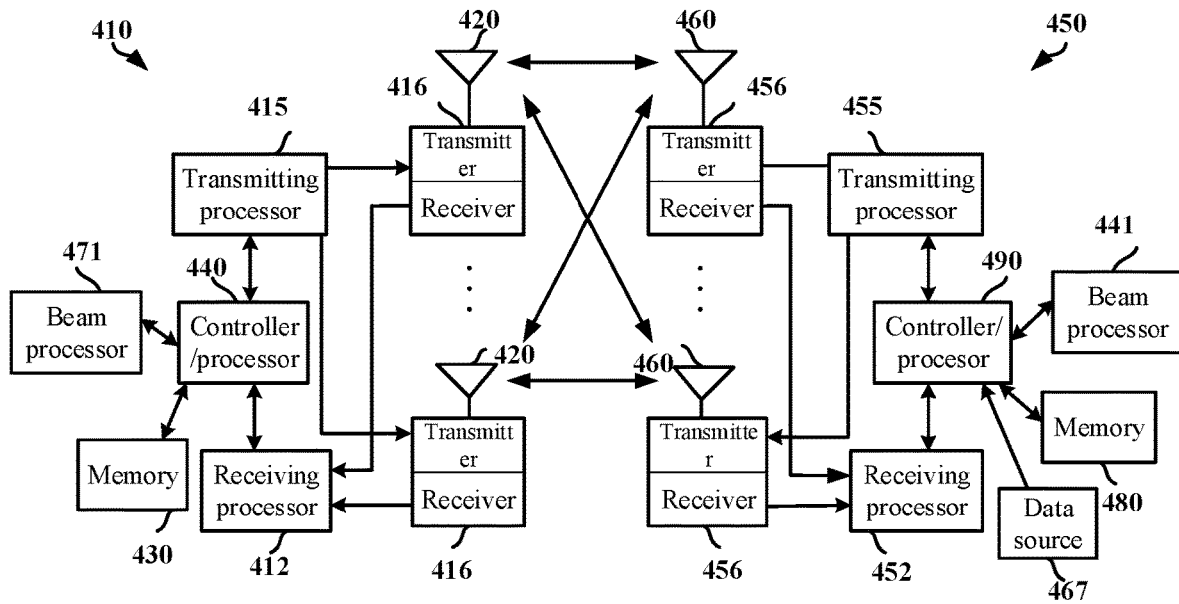 410
420
460
450
415
416
456
455
Transmitting
processor
Transmitt
er
Receiver
Transmitt
er
Receiver
Transmitting
processor
471
440
490
441
Beam
processor
Controller
/processor
Controller/
procesor
Beam
processor
420
460
Memory
Receiving
processor
Transmitt
er
Receiver
Transmitte
r
Receiver
Receiving
processor
Memory
Data
source
430
412
416
456
452
467
480